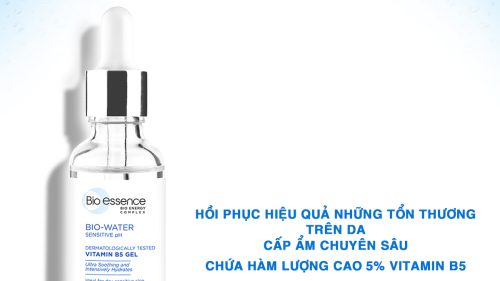 Bio essence
BIO ENERGY
COMPLEX
BIO-WATER
SENSITIVE pH
DERMATOLOGICALLY TESTED
VITAMIN B5 GEL
Ultra Soothing and
Intensively Hydrates
HỒI PHỤC HIỆU QUẢ NHỮNG TỔN THƯƠNG
TRÊN DA
CẤP ẨM CHUYÊN SÂU
CHỨA HÀM LƯỢNG CAO 5% VITAMIN B5